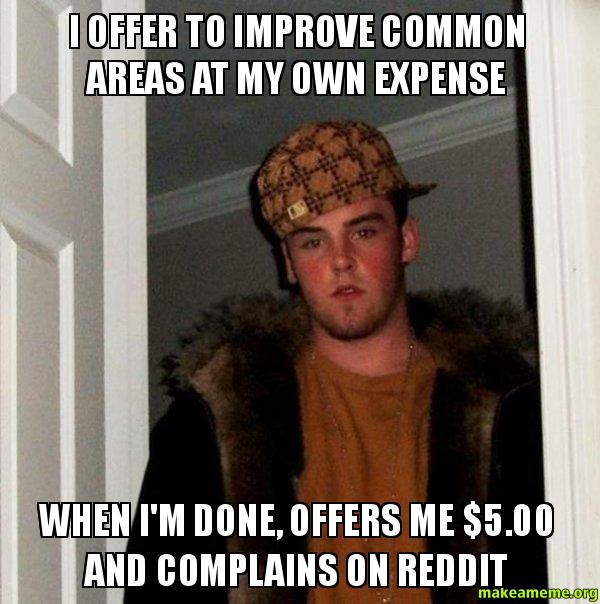 I OFFER TO IMPROVE COMMON
AREAS AT MY OWN EXPENSE
WHEN I'M DONE, OFFERS ME $5.00
AND COMPLAINS ON REDDIT
makeameme.org